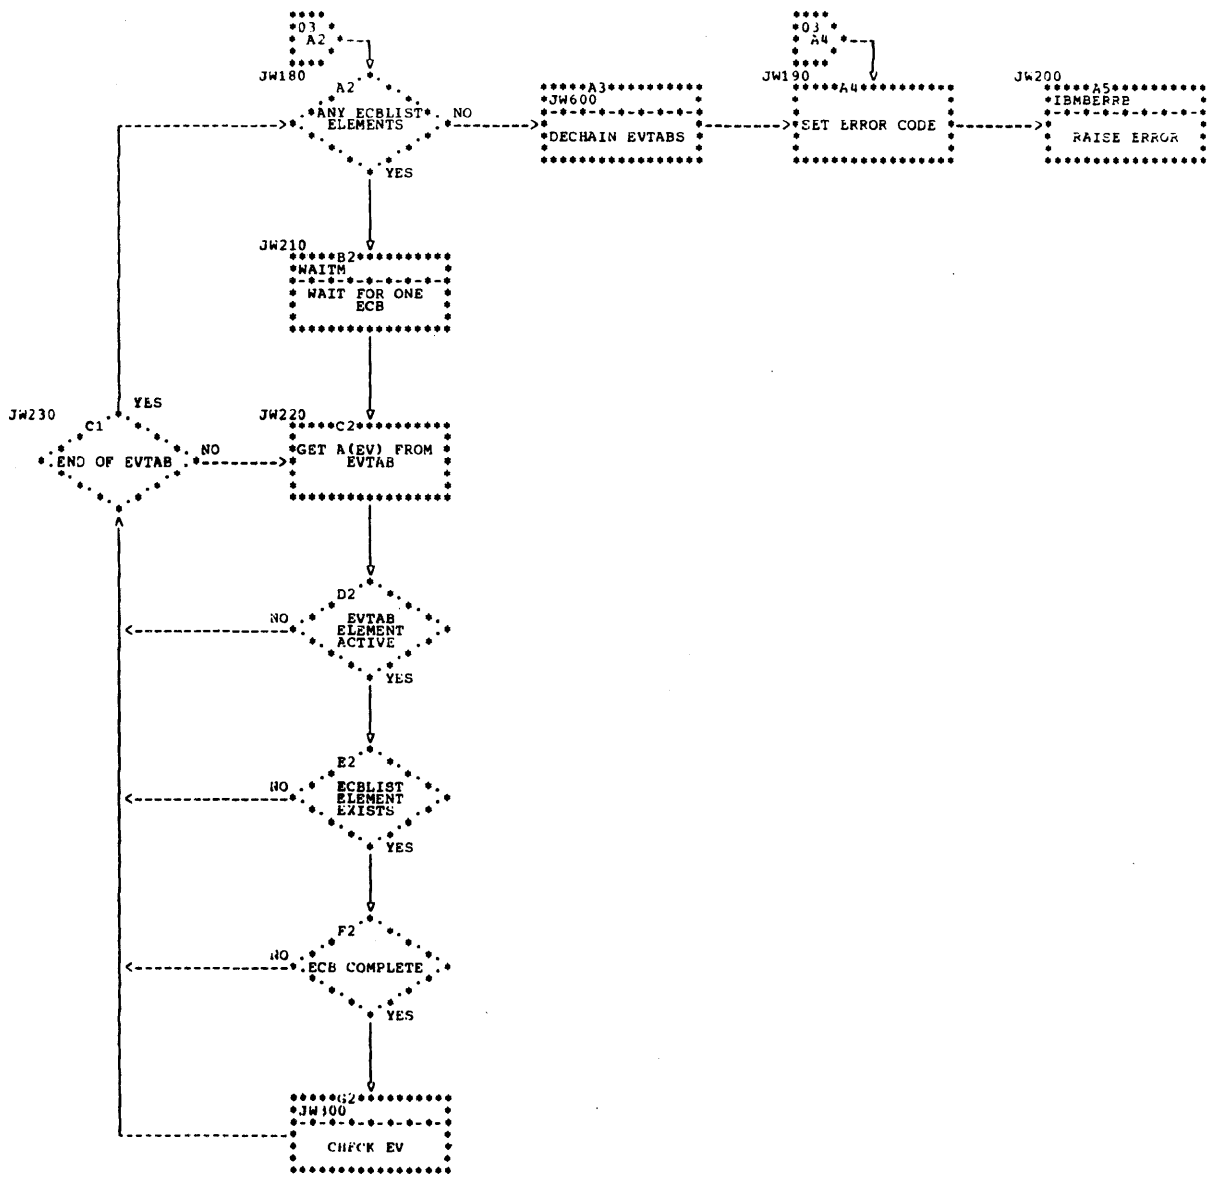 03
A2
03
A4
JW180
JW190
JW200
A2
ANY ECBLIST
ELEMENTS
NO
YES
A3
JW600
DECHAIN EVTABS
A4
SET ERROR CODE
A5
IBMBERRB
RAISE ERROR
JW210
B2
WAITM
WAIT FOR ONE
ECB
YES
JW230
C1
END OF EVTAB
NO
JW220
C2
GET A(EV) FROM
EVTAB
D2
EVTAB
ELEMENT
ACTIVE
NO
YES
E2
ECBLIST
ELEMENT
EXISTS
NO
YES
F2
ECB COMPLETE
NO
YES
G2
JW300
CHECK EV